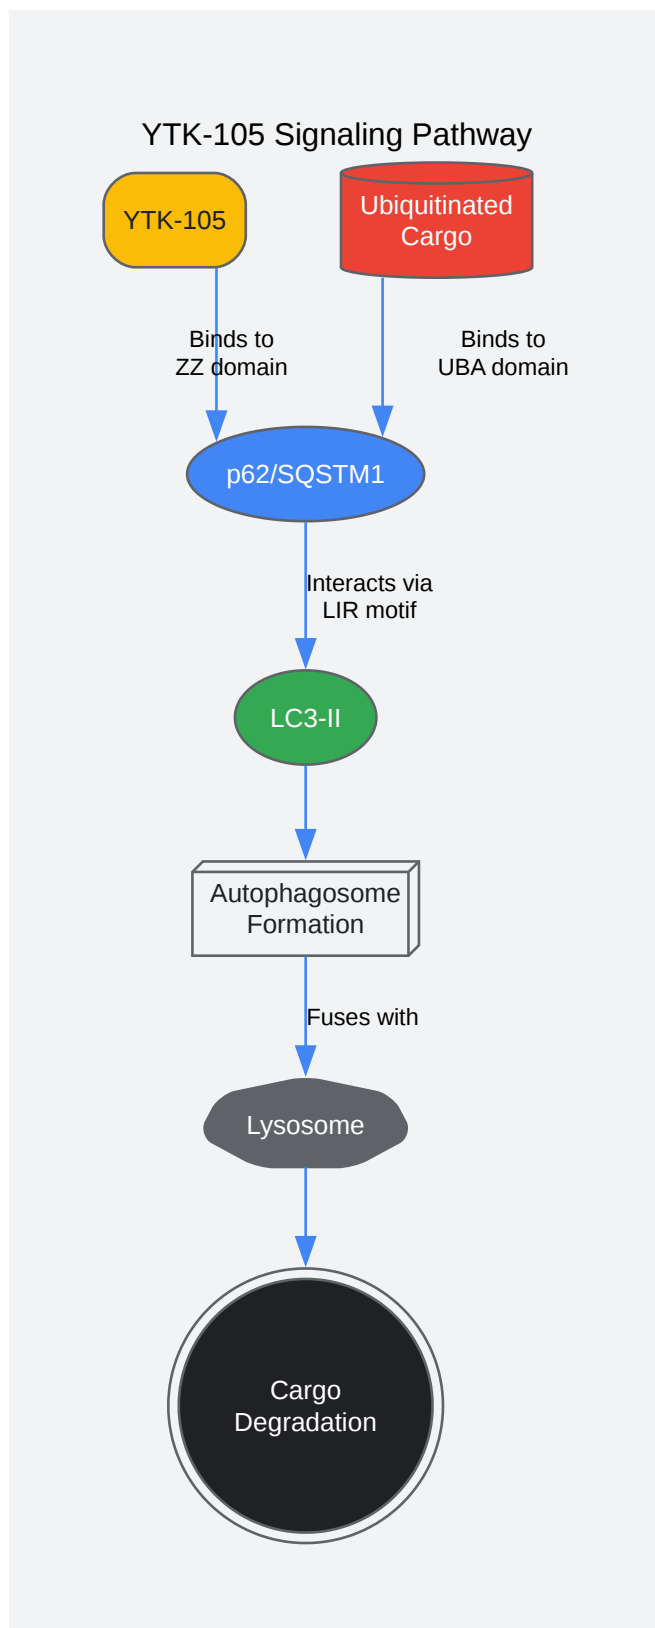 YTK-105 Signaling Pathway
YTK-105
Ubiquitinated
Cargo
Binds to
ZZ domain
Binds to
UBA domain
p62/SQSTM1
Interacts via
LIR motif
LC3-II
Autophagosome
Formation
Fuses with
Lysosome
Cargo
Degradation